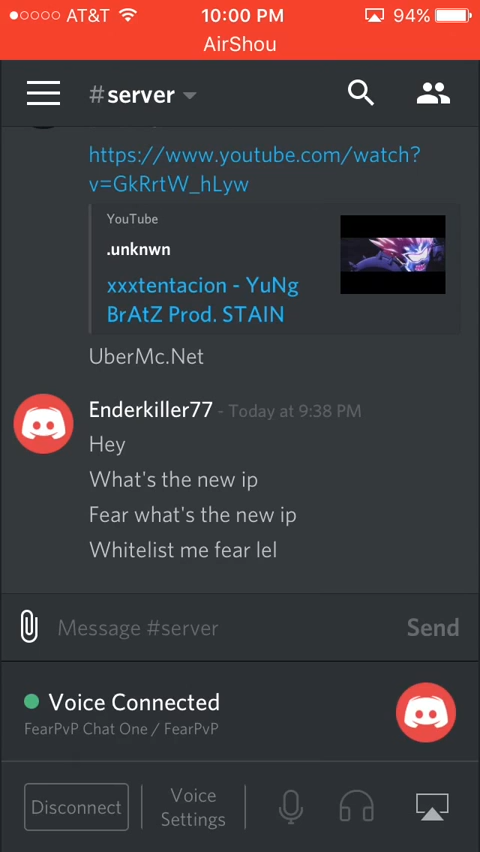 AT&T 10:00 PM 94%
AirShou
#server
https://www.youtube.com/watch?
v=GkRrtW_hLyw
YouTube
.unknwn
xxxtentacion - YuNg
BrAtZ Prod. STAIN
UberMc.Net
Enderkiller77 - Today at 9:38 PM
Hey
What's the new ip
Fear what's the new ip
Whitelist me fear lel
Message #server Send
Voice Connected
FearPvP Chat One / FearPvP
Disconnect
Voice
Settings